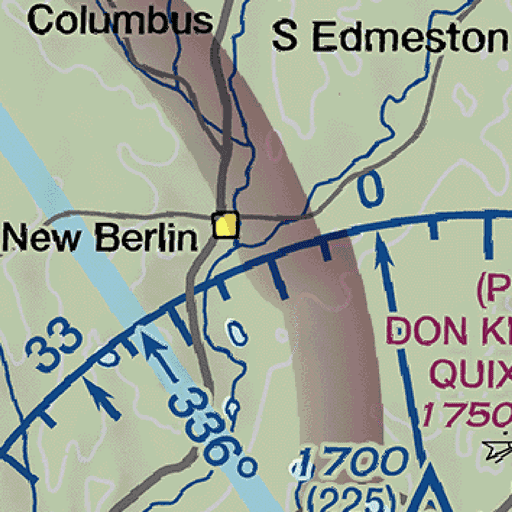 Columbus
S Edmeston
0
New Berlin
(P
DON K
33
QUIX
1750
336°
1700
(225)